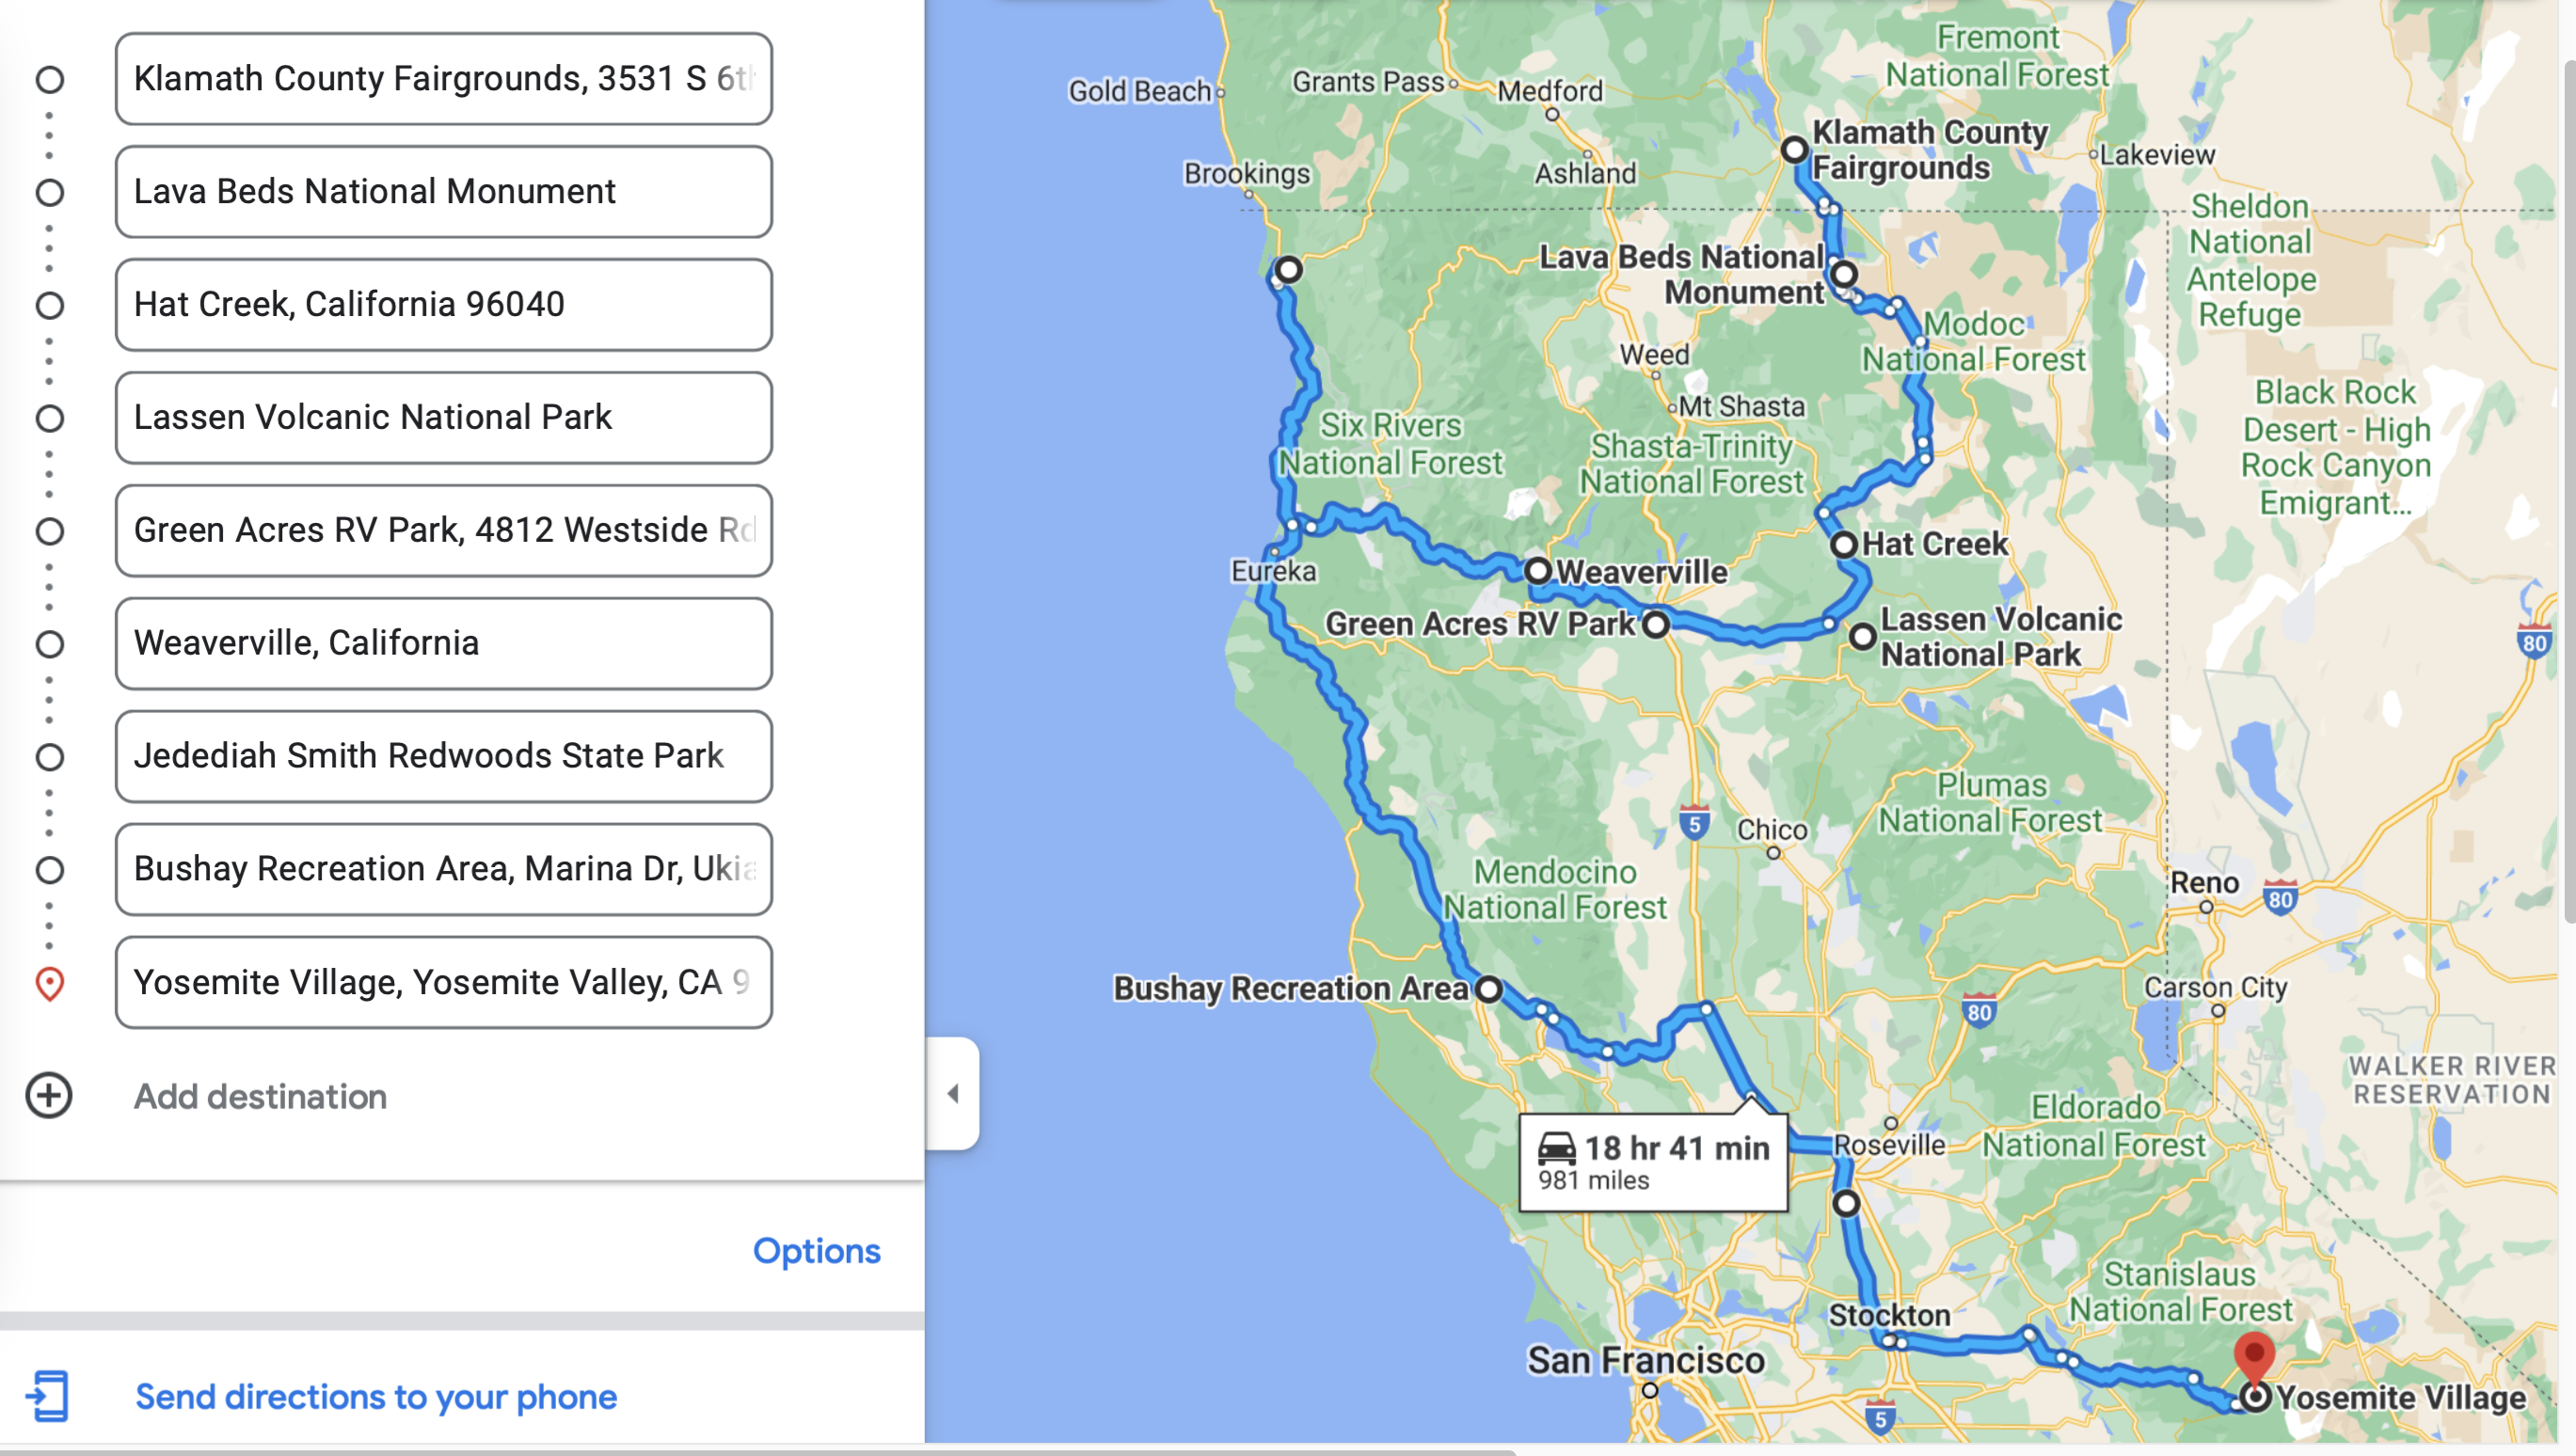 Klamath County Fairgrounds, 3531 S 6th
Lava Beds National Monument
Hat Creek, California 96040
Lassen Volcanic National Park
Green Acres RV Park, 4812 Westside Rd
Weaverville, California
Jedediah Smith Redwoods State Park
Bushay Recreation Area, Marina Dr, Ukia
Yosemite Village, Yosemite Valley, CA 9
Add destination
Options
Send directions to your phone
Fremont
National Forest
Gold Beach
Grants Pass
Medford
Klamath County
Fairgrounds
Lakeview
Brookings
Ashland
Sheldon
National
Antelope
Refuge
Lava Beds National
Monument
Modoc
National Forest
Weed
Mt Shasta
Black Rock
Desert - High
Rock Canyon
Emigrant...
Six Rivers
National Forest
Shasta-Trinity
National Forest
Hat Creek
Eureka
Weaverville
Green Acres RV Park
Lassen Volcanic
National Park
80
Plumas
National Forest
5
Chico
Mendocino
National Forest
Reno
80
Bushay Recreation Area
Carson City
80
WALKER RIVER
RESERVATION
Eldorado
National Forest
18 hr 41 min
981 miles
Roseville
Stanislaus
National Forest
Stockton
San Francisco
Yosemite Village
5